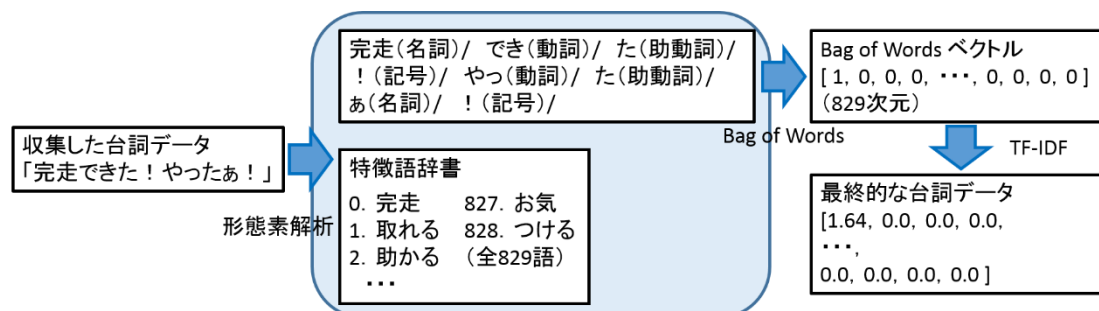 収集した台詞データ
「完走できた！やったぁ！」
形態素解析
完走(名詞)/ でき(動詞)/ た(助動詞)/
！(記号)/ やっ(動詞)/ た(助動詞)/
ぁ(名詞)/ ！(記号)/
特徴語辞書
0. 完走 827. お気
1. 取れる 828. つける
2. 助かる (全829語)
・・・
Bag of Words
Bag of Words ベクトル
[ 1, 0, 0, 0, ・・・, 0, 0, 0, 0 ]
(829次元)
TF-IDF
最終的な台詞データ
[1.64, 0.0, 0.0, 0.0,
・・・,
0.0, 0.0, 0.0, 0.0 ]